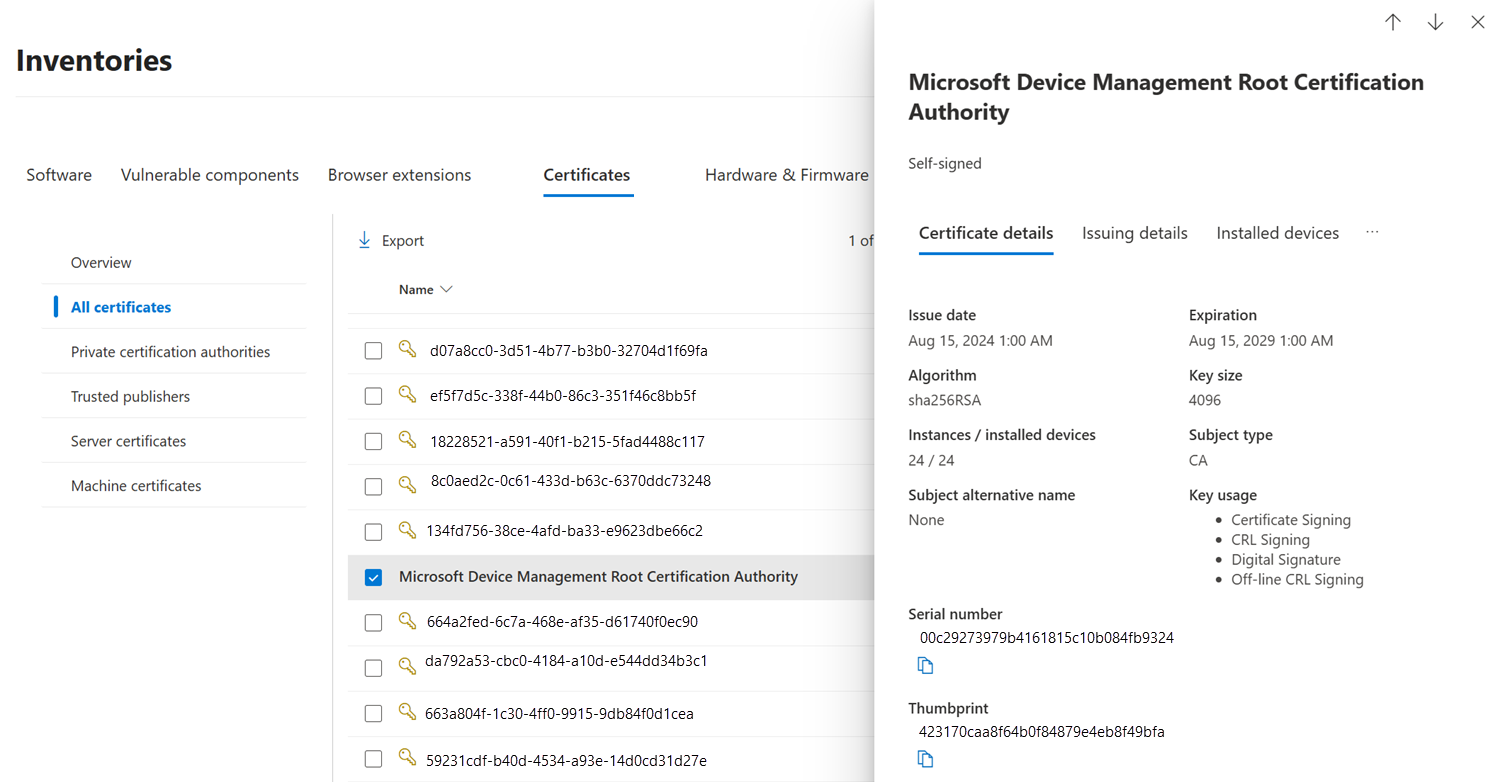 Inventories
Software
Vulnerable components
Browser extensions
Certificates
Hardware & Firmware
Overview
All certificates
Private certification authorities
Trusted publishers
Server certificates
Machine certificates
Export
1 of
Name
d07a8cc0-3d51-4b77-b3b0-32704d1f69fa
ef5f7d5c-338f-44b0-86c3-351f46c8bb5f
18228521-a591-40f1-b215-5fad4488c117
8c0aed2c-0c61-433d-b63c-6370ddc73248
134fd756-38ce-4afd-ba33-e9623dbe66c2
Microsoft Device Management Root Certification Authority
664a2fed-6c7a-468e-af35-d61740f0ec90
da792a53-cbc0-4184-a10d-e544dd34b3c1
663a804f-1c30-4ff0-9915-9db84f0d1cea
59231cdf-b40d-4534-a93e-14d0cd31d27e
Microsoft Device Management Root Certification
Authority
Self-signed
Certificate details
Issuing details
Installed devices
...
Issue date
Aug 15, 2024 1:00 AM
Expiration
Aug 15, 2029 1:00 AM
Algorithm
sha256RSA
Key size
4096
Instances / installed devices
24 / 24
Subject type
CA
Subject alternative name
None
Key usage
• Certificate Signing
• CRL Signing
• Digital Signature
• Off-line CRL Signing
Serial number
00c29273979b4161815c10b084fb9324
Thumbprint
423170caa8f64b0f84879e4eb8f49bfa